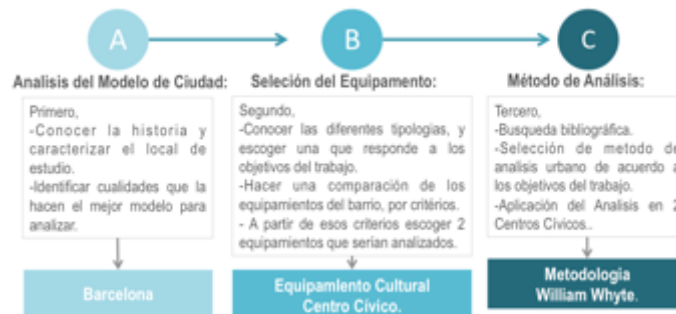 A
B
C
Analisis del Modelo de Ciudad:
Primero,
-Conocer la historia y
caracterizar el local de
estudio.
-Identificar cualidades que la
hacen el mejor modelo para
analizar.
Barcelona
Seleción del Equipamento:
Segundo,
-Conocer las diferentes tipologias, y
escoger una que responde a los
objetivos del trabajo.
-Hacer una comparación de los
equipamientos del barrio, por critérios.
- A partir de esos criterios escoger 2
equipamientos que serían analizados.
Equipamiento Cultural
Centro Cívico.
Método de Análisis:
Tercero,
-Busqueda bibliográfica.
-Selección de metodo de
analisis urbano de acuerdo a
los objetivos del trabajo.
-Aplicación del Analisis en 2
Centros Cívicos..
Metodologia
William Whyte.